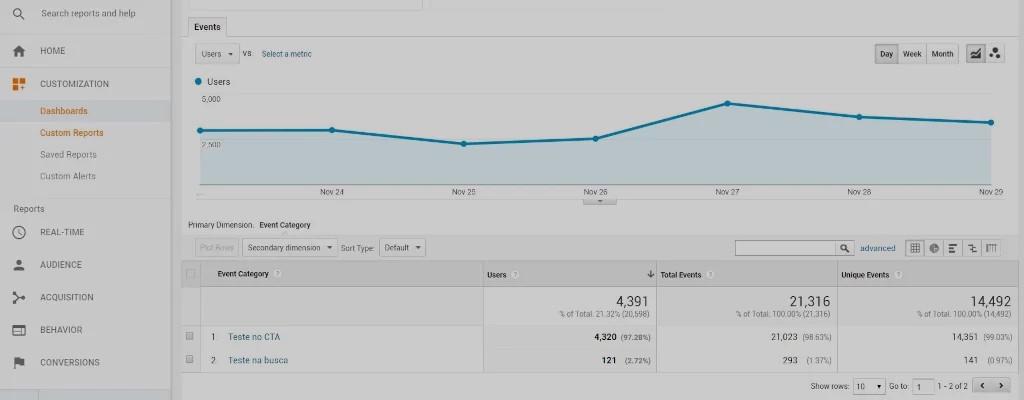 Search reports and help
HOME
CUSTOMIZATION
Dashboards
Custom Reports
Saved Reports
Custom Alerts
Reports
REAL-TIME
AUDIENCE
ACQUISITION
BEHAVIOR
CONVERSIONS
Events
Users VS. Select a metric
Day Week Month
Users
5,000
2,500
... Nov 24 Nov 25 Nov 26 Nov 27 Nov 28 Nov 29
Primary Dimension: Event Category
Plot Rows Secondary dimension Sort Type: Default advanced
Event Category ? Users ? Total Events ? Unique Events ?
4,391 21,316 14,492
% of Total: 21.32% (20,598) % of Total: 100.00% (21,316) % of Total: 100.00% (14,492)
1. Teste no CTA 4,320 (97.28%) 21,023 (98.63%) 14,351 (99.03%)
2. Teste na busca 121 (2.72%) 293 (1.37%) 141 (0.97%)
Show rows: 10 Go to: 1 1 - 2 of 2